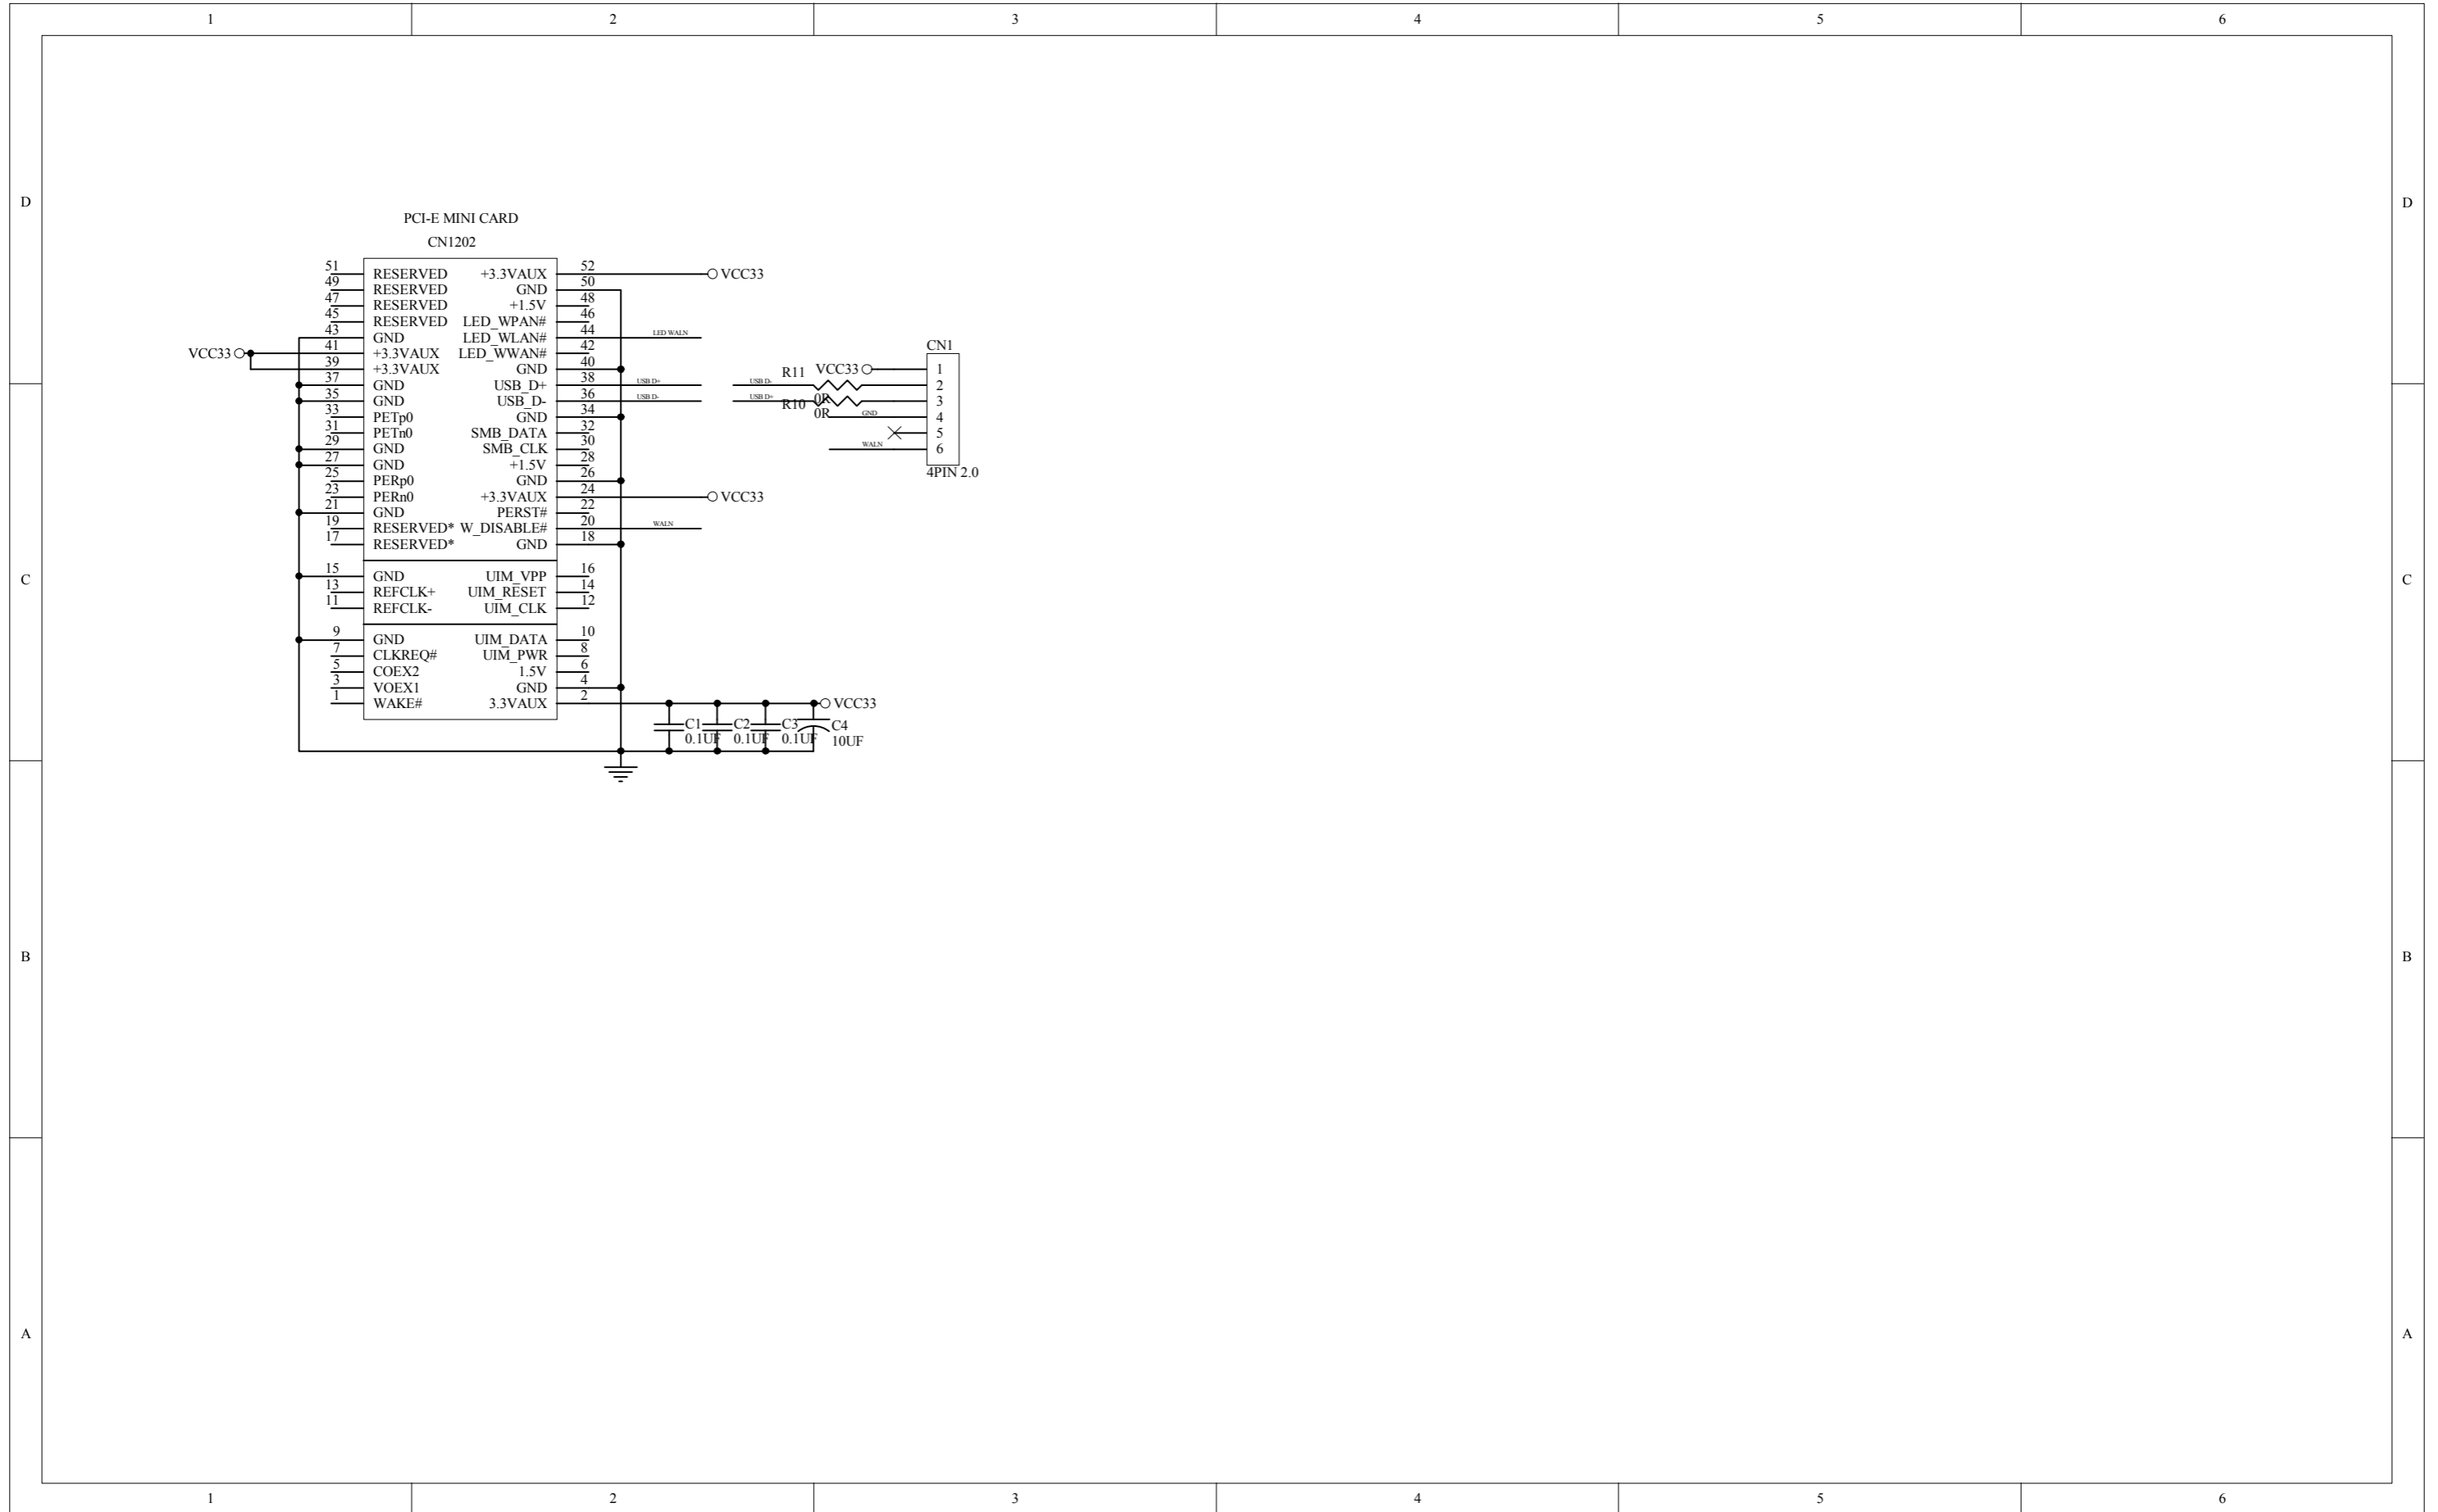 1 2 3 4 5 6
D D
PCI-E MINI CARD
CN1202
51 RESERVED +3.3VAUX 52 VCC33
49 RESERVED GND 50
47 RESERVED +1.5V 48
45 RESERVED LED_WPAN# 46
43 GND LED_WLAN# 44 LED WALN
VCC33 41 +3.3VAUX LED_WWAN# 42
39 +3.3VAUX GND 40
37 GND USB_D+ 38 USB D+
35 GND USB_D- 36 USB D-
33 PETp0 GND 34
31 PETn0 SMB_DATA 32
29 GND SMB_CLK 30
27 GND +1.5V 28
25 PERp0 GND 26
23 PERn0 +3.3VAUX 24 VCC33
21 GND PERST# 22
19 RESERVED* W_DISABLE# 20 WALN
17 RESERVED* GND 18
15 GND UIM_VPP 16
13 REFCLK+ UIM_RESET 14
11 REFCLK- UIM_CLK 12
9 GND UIM_DATA 10
7 CLKREQ# UIM_PWR 8
5 COEX2 1.5V 6
3 VOEX1 GND 4
1 WAKE# 3.3VAUX 2 VCC33
C1 C2 C3 C4
0.1UF 0.1UF 0.1UF 10UF
CN1
R11 VCC33 1
USB D- 2
0R
USB D+ R10 3
0R GND 4
5
WALN 6
4PIN 2.0
C C
B B
A A
1 2 3 4 5 6